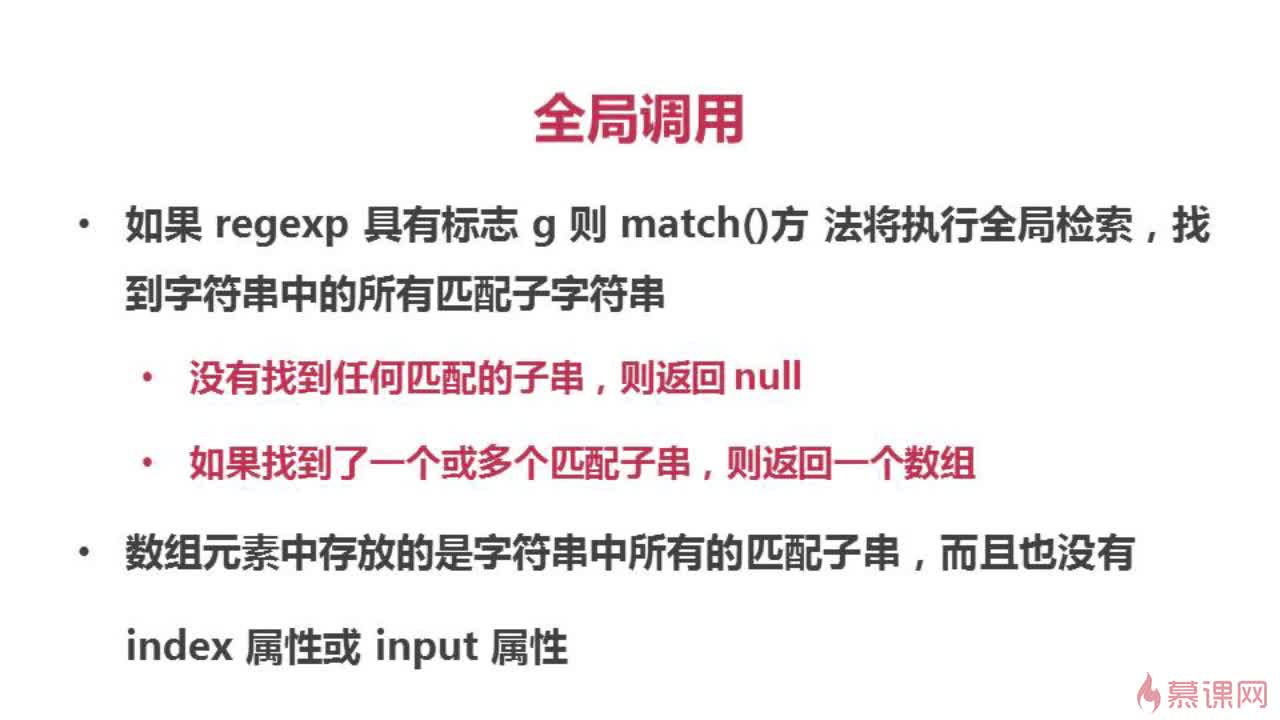 全局调用
• 如果 regexp 具有标志 g 则 match()方 法将执行全局检索，找
到字符串中的所有匹配子字符串
• 没有找到任何匹配的子串，则返回null
• 如果找到了一个或多个匹配子串，则返回一个数组
• 数组元素中存放的是字符串中所有的匹配子串，而且也没有
index 属性或 input 属性
慕课网